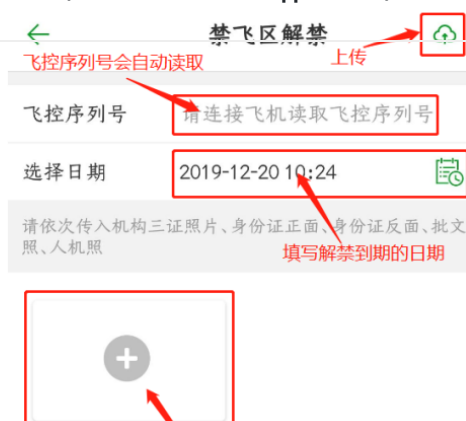 禁飞区解禁
飞控序列号会自动读取
上传
飞控序列号
请连接飞机读取飞控序列号
选择日期
2019-12-20 10:24
请依次传入机构三证照片、身份证正面、身份证反面、批文
照、人机照
填写解禁到期的日期